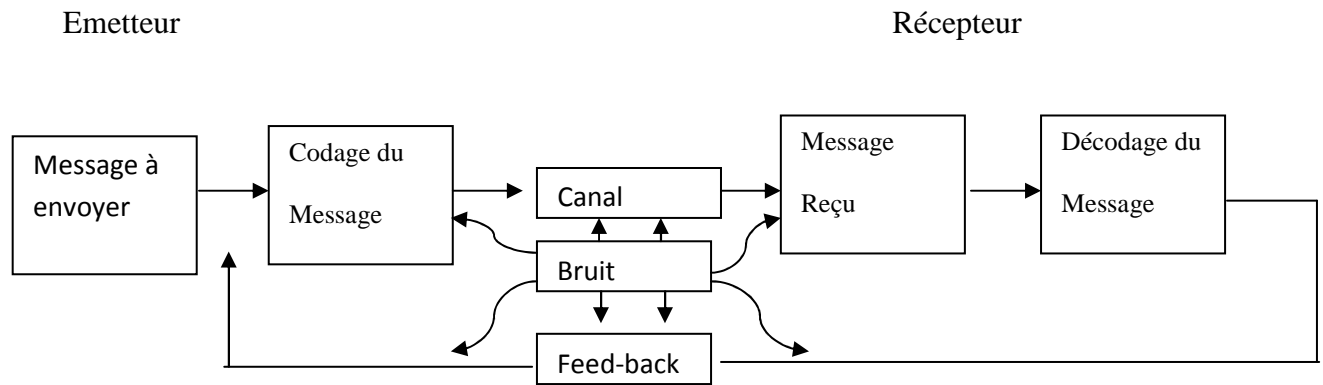 Emetteur
Récepteur
Message à
envoyer
Codage du
Message
Canal
Bruit
Feed-back
Message
Reçu
Décodage du
Message